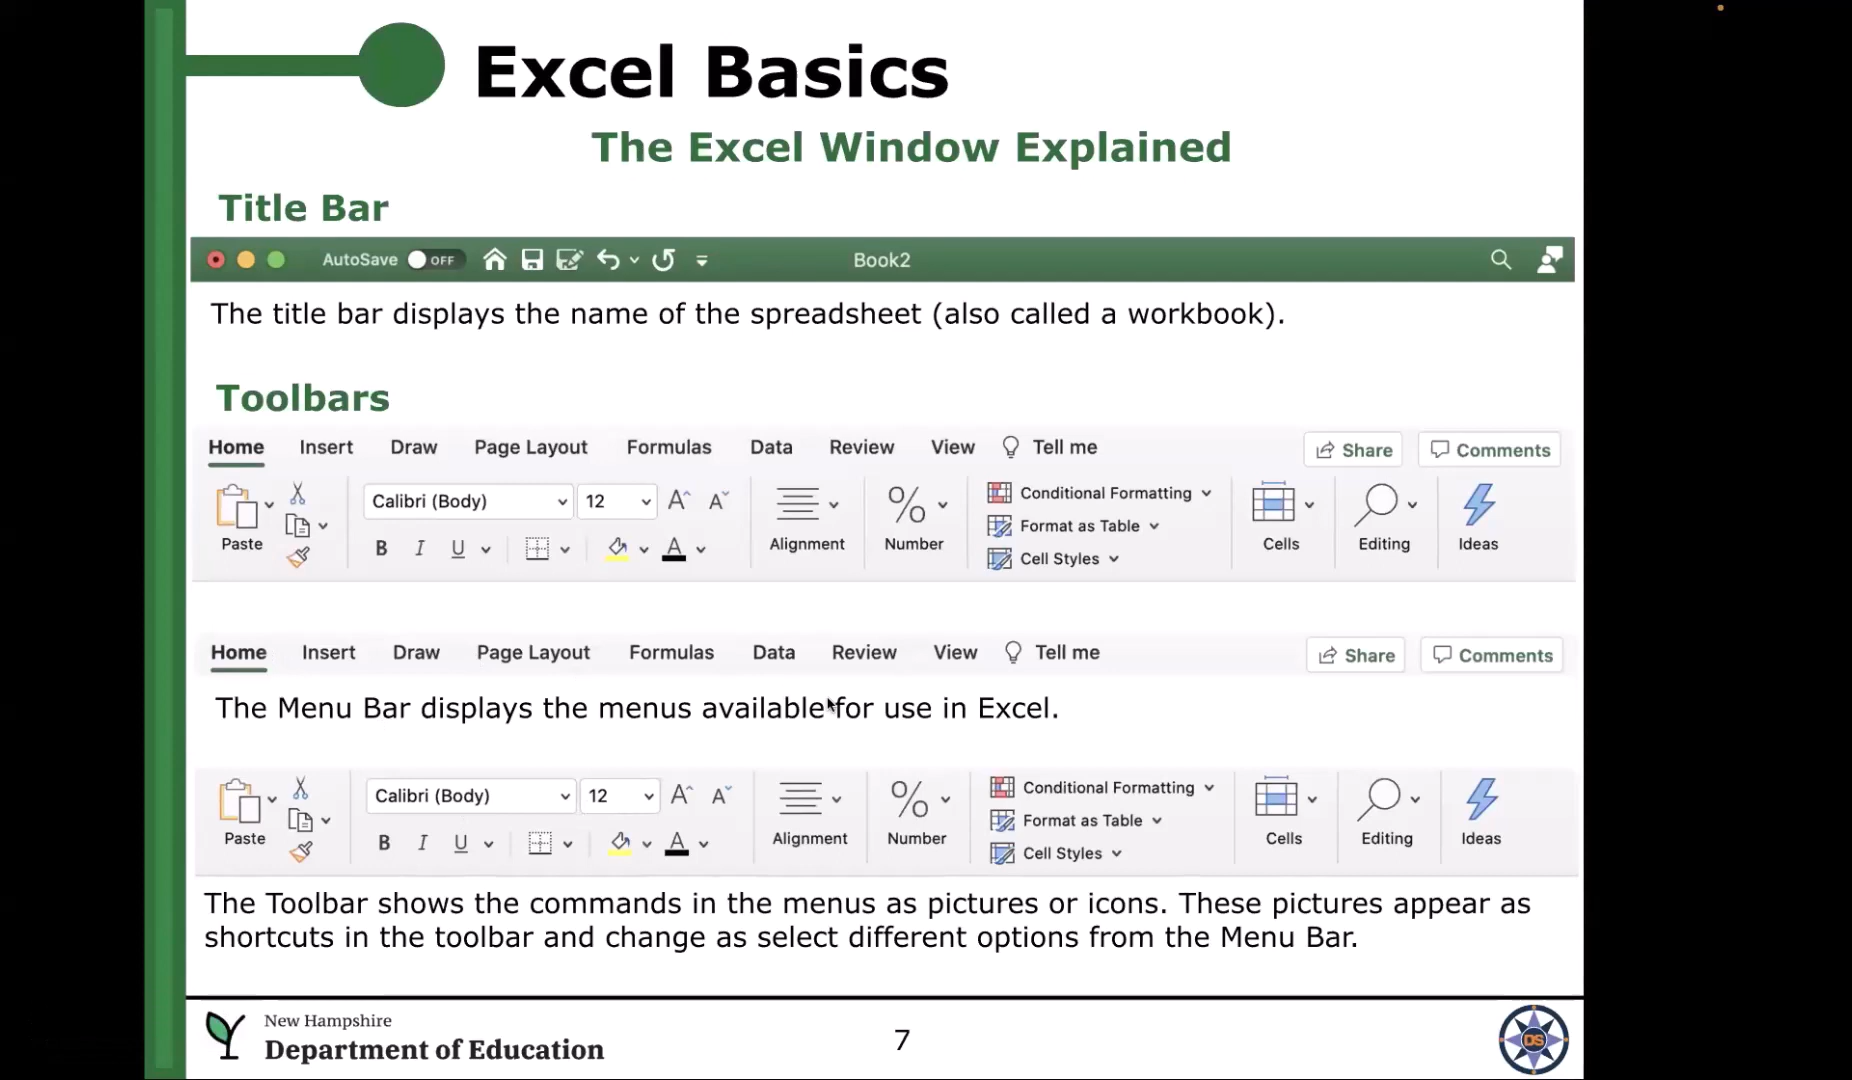 Excel Basics
The Excel Window Explained
Title Bar
AutoSave OFF Book2
The title bar displays the name of the spreadsheet (also called a workbook).
Toolbars
Home Insert Draw Page Layout Formulas Data Review View Tell me Share Comments
Calibri (Body) 12 A A % Conditional Formatting
Format as Table
Paste B I U A Alignment Number Cell Styles Cells Editing Ideas
Home Insert Draw Page Layout Formulas Data Review View Tell me Share Comments
The Menu Bar displays the menus available for use in Excel.
Calibri (Body) 12 A A % Conditional Formatting
Format as Table
Paste B I U A Alignment Number Cell Styles Cells Editing Ideas
The Toolbar shows the commands in the menus as pictures or icons. These pictures appear as
shortcuts in the toolbar and change as select different options from the Menu Bar.
New Hampshire
Department of Education
7
DS